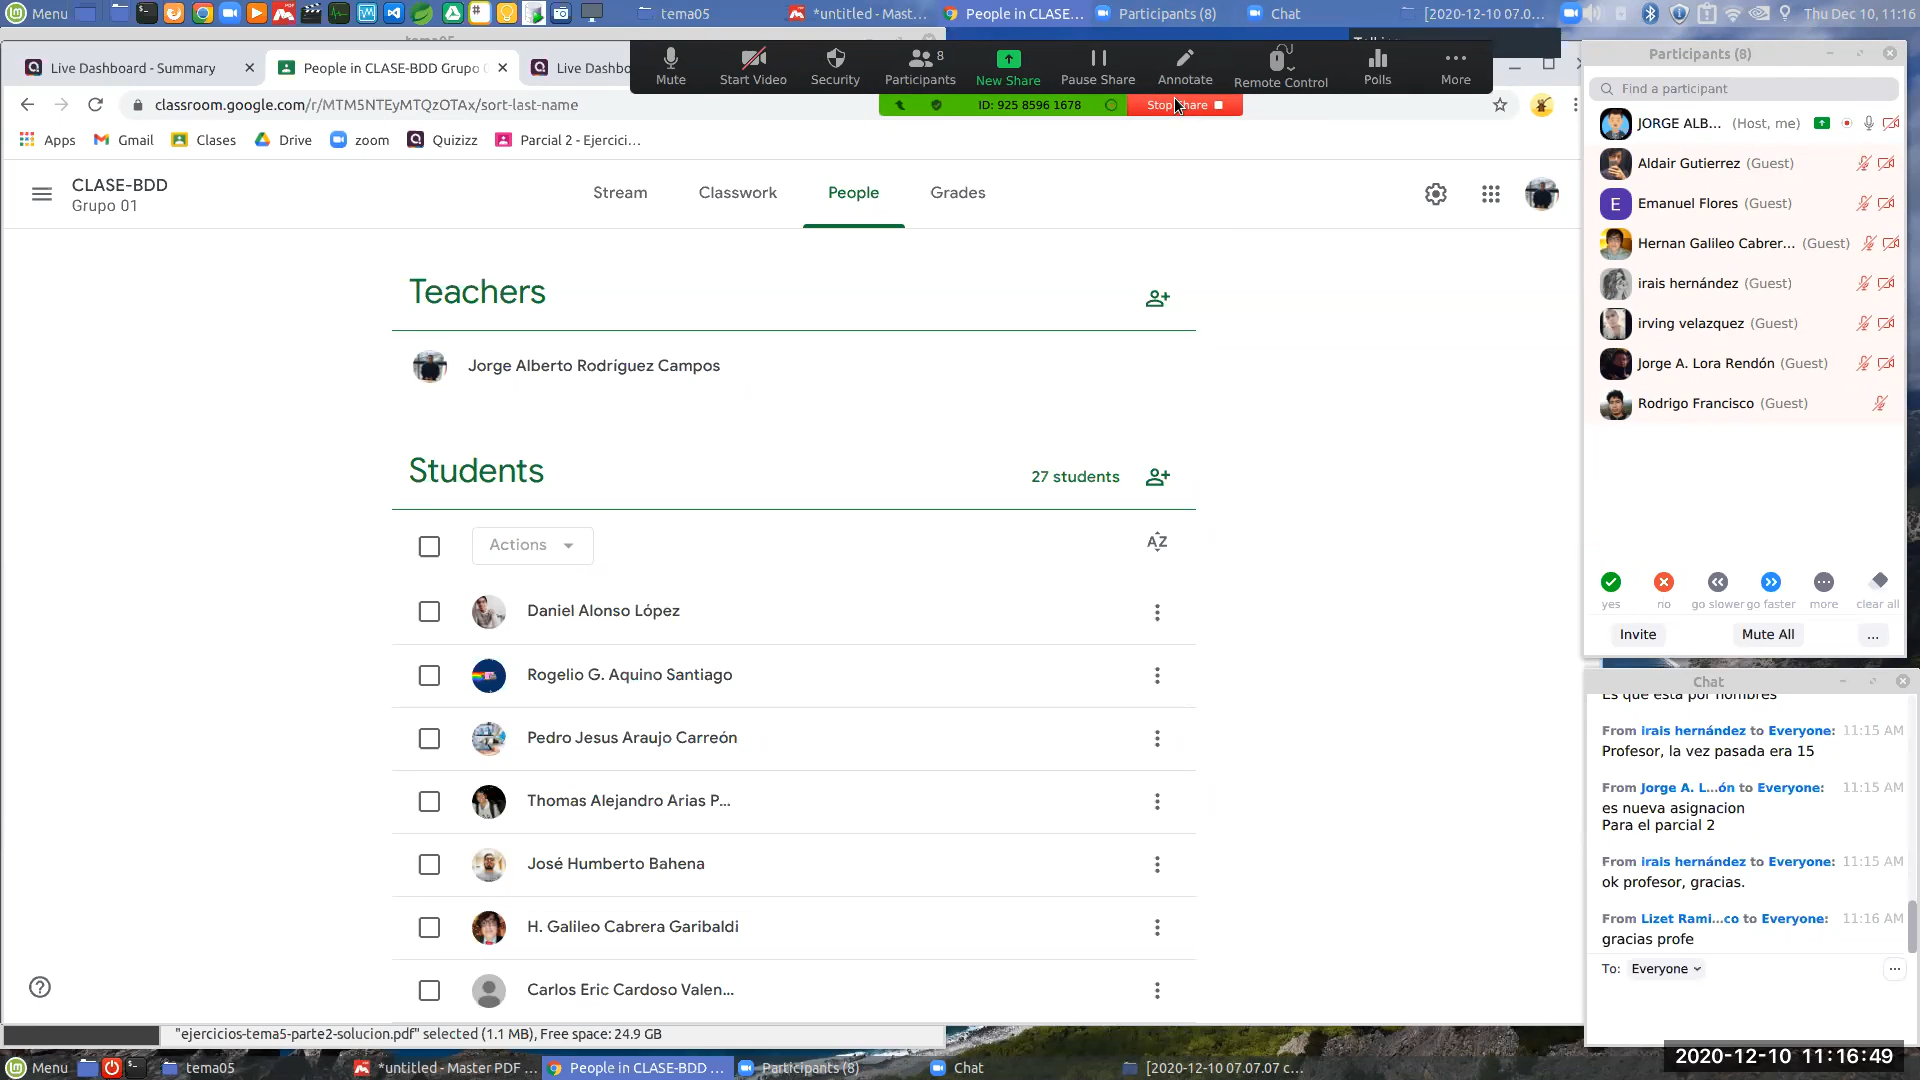 Menu
tema05
*untitled - Mast...
People in CLASE...
Participants (8)
Chat
[2020-12-10 07.0...
Thu Dec 10, 11:16
Live Dashboard - Summary
People in CLASE-BDD Grupo 0
Live Dashbo
Mute
Start Video
Security
Participants
8
New Share
Pause Share
Annotate
Remote Control
Polls
More
classroom.google.com/r/MTM5NTEyMTQzOTAx/sort-last-name
ID: 925 8596 1678
Stop Share
Apps
Gmail
Clases
Drive
zoom
Quizizz
Parcial 2 - Ejercici...
CLASE-BDD
Grupo 01
Stream
Classwork
People
Grades
Teachers
Jorge Alberto Rodríguez Campos
Students
27 students
Actions
AZ
Daniel Alonso López
Rogelio G. Aquino Santiago
Pedro Jesus Araujo Carreón
Thomas Alejandro Arias P...
José Humberto Bahena
H. Galileo Cabrera Garibaldi
Carlos Eric Cardoso Valen...
"ejercicios-tema5-parte2-solucion.pdf" selected (1.1 MB), Free space: 24.9 GB
Participants (8)
Find a participant
JORGE ALB... (Host, me)
Aldair Gutierrez (Guest)
E
Emanuel Flores (Guest)
Hernan Galileo Cabrer... (Guest)
irais hernández (Guest)
irving velazquez (Guest)
Jorge A. Lora Rendón (Guest)
Rodrigo Francisco (Guest)
yes
no
go slower
go faster
more
clear all
Invite
Mute All
...
Chat
Es que esta por nombres
From irais hernández to Everyone: 11:15 AM
Profesor, la vez pasada era 15
From Jorge A. L...ón to Everyone: 11:15 AM
es nueva asignacion
Para el parcial 2
From irais hernández to Everyone: 11:15 AM
ok profesor, gracias.
From Lizet Rami...co to Everyone: 11:16 AM
gracias profe
To: Everyone
2020-12-10 11:16:49
Menu
tema05
*untitled - Master PDF ...
People in CLASE-BDD ...
Participants (8)
Chat
[2020-12-10 07.07.07 c...